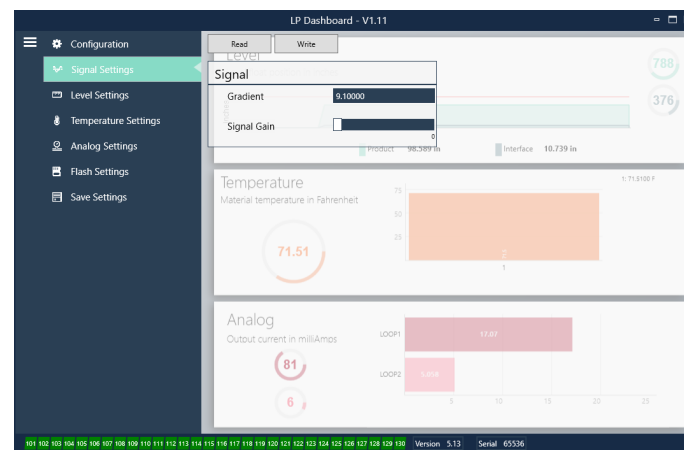 LP Dashboard - V1.11
Configuration
Signal Settings
Level Settings
Temperature Settings
Analog Settings
Flash Settings
Save Settings
Read Write
Level
788
376
Signal
Gradient 9.10000
Signal Gain
0
Product 98.589 in Interface 10.739 in
Temperature
Material temperature in Fahrenheit
71.51
1: 71.5100 F
75
50
25
2
1
Analog
Output current in milliAmps
81
6
LOOP1 17.07
LOOP2 5.058
5 10 15 20 25
101 102 103 104 105 106 107 108 109 110 111 112 113 114 115 116 117 118 119 120 121 122 123 124 125 126 127 128 129 130 Version 5.13 Serial 65536